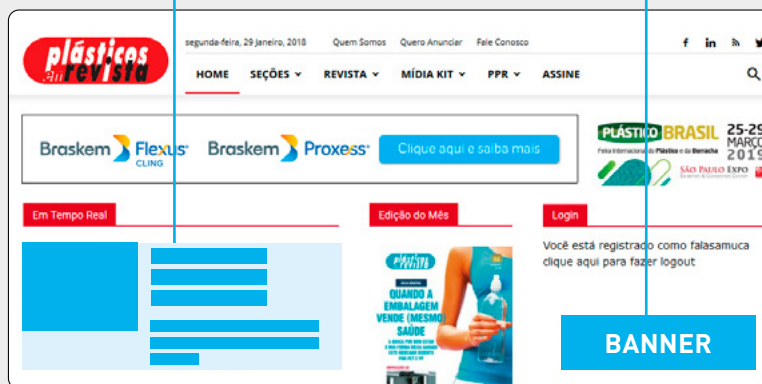 plásticos
em revista
segunda-feira, 29 janeiro, 2018 Quem Somos Quero Anunciar Fale Conosco
HOME SEÇÕES REVISTA MÍDIA KIT PPR ASSINE
Braskem Flexus CLING Braskem Proxess Clique aqui e saiba mais
PLÁSTICO BRASIL
Feira Internacional do Plástico e da Borracha
25-29
MARÇO
2019
SÃO PAULO EXPO
Em Tempo Real
Edição do Mês
Login
plásticos
em revista
QUANDO A
EMBALAGEM
VENDE (MESMO)
SAÚDE
Você está registrado como falasamuca
clique aqui para fazer logout
BANNER